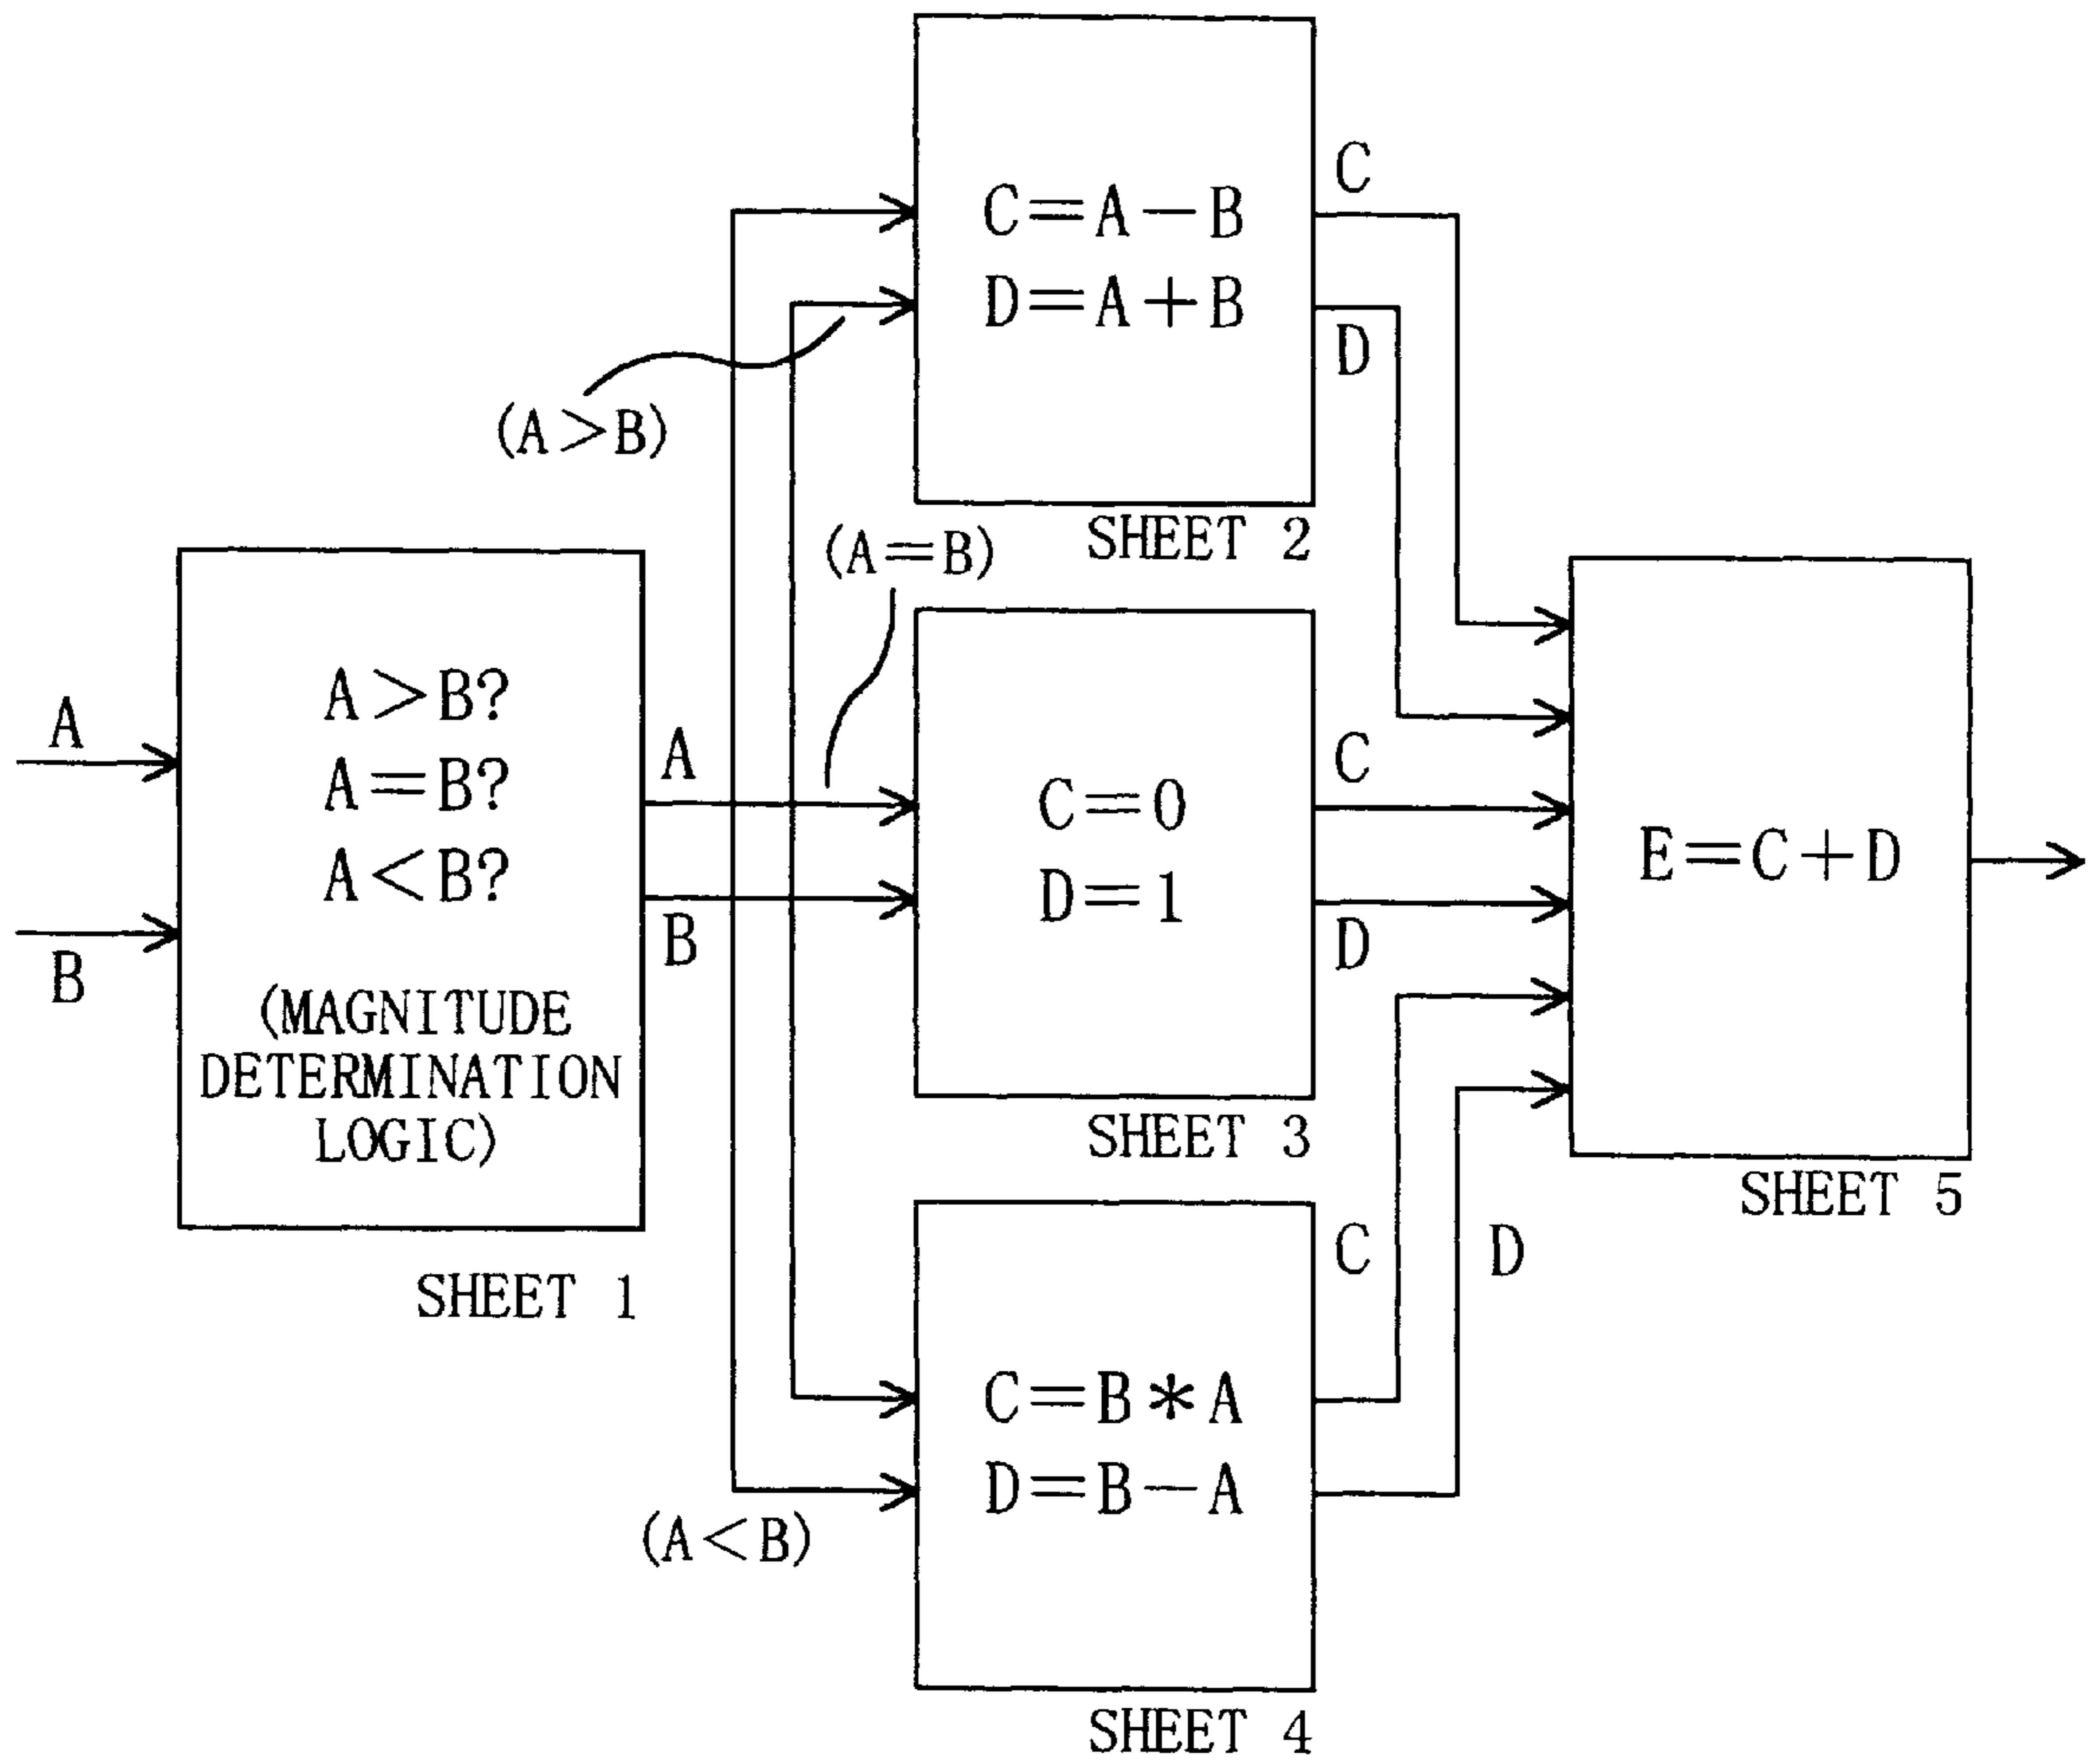 A
B
A>B?
A=B?
A<B?
(MAGNITUDE
DETERMINATION
LOGIC)
SHEET 1
A
B
(A>B)
(A=B)
(A<B)
C=A-B
D=A+B
SHEET 2
C
D
C=0
D=1
SHEET 3
C
D
C=B*A
D=B-A
SHEET 4
C
D
E=C+D
SHEET 5